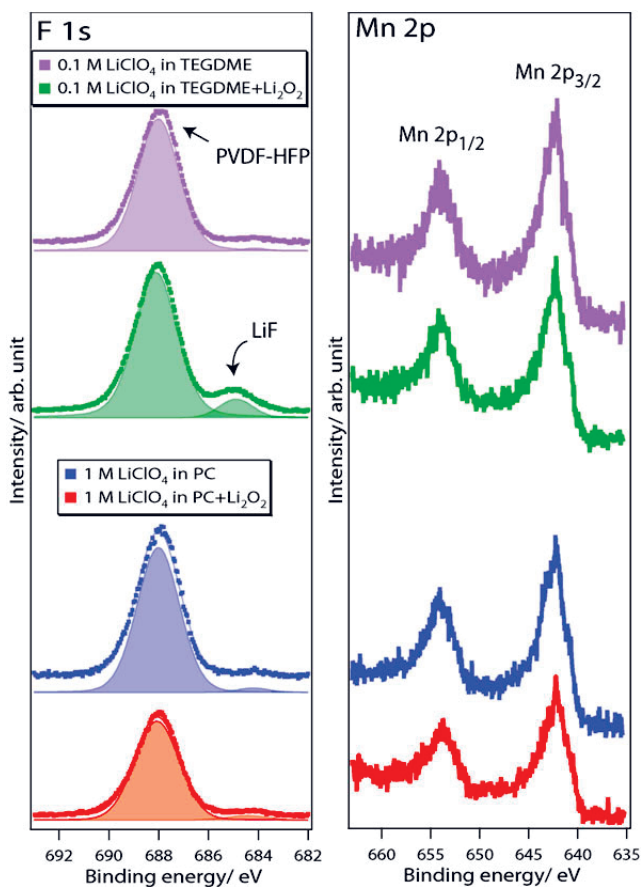 F 1s
0.1 M LiClO₄ in TEGDME
0.1 M LiClO₄ in TEGDME+Li₂O₂
PVDF-HFP
LiF
1 M LiClO₄ in PC
1 M LiClO₄ in PC+Li₂O₂
Intensity/ arb. unit
692 690 688 686 684 682
Binding energy/ eV
Mn 2p
Mn 2p₃/₂
Mn 2p₁/₂
Intensity/ arb. unit
660 655 650 645 640 635
Binding energy/ eV